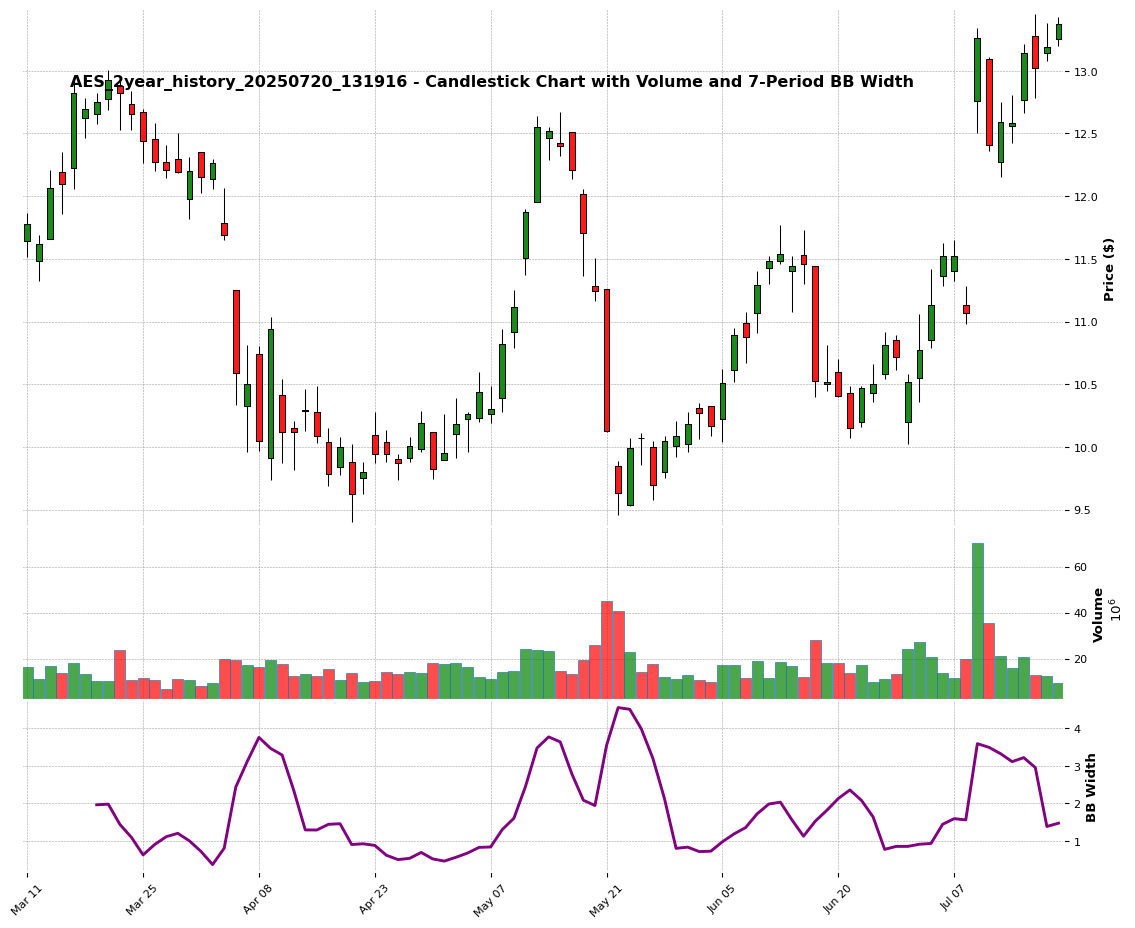 AES_2year_history_20250720_131916 - Candlestick Chart with Volume and 7-Period BB Width
13.0
12.5
12.0
11.5
11.0
10.5
10.0
9.5
Price ($)
60
40
20
Volume
10^6
4
3
2
1
BB Width
Mar 11
Mar 25
Apr 08
Apr 23
May 07
May 21
Jun 05
Jun 20
Jul 07